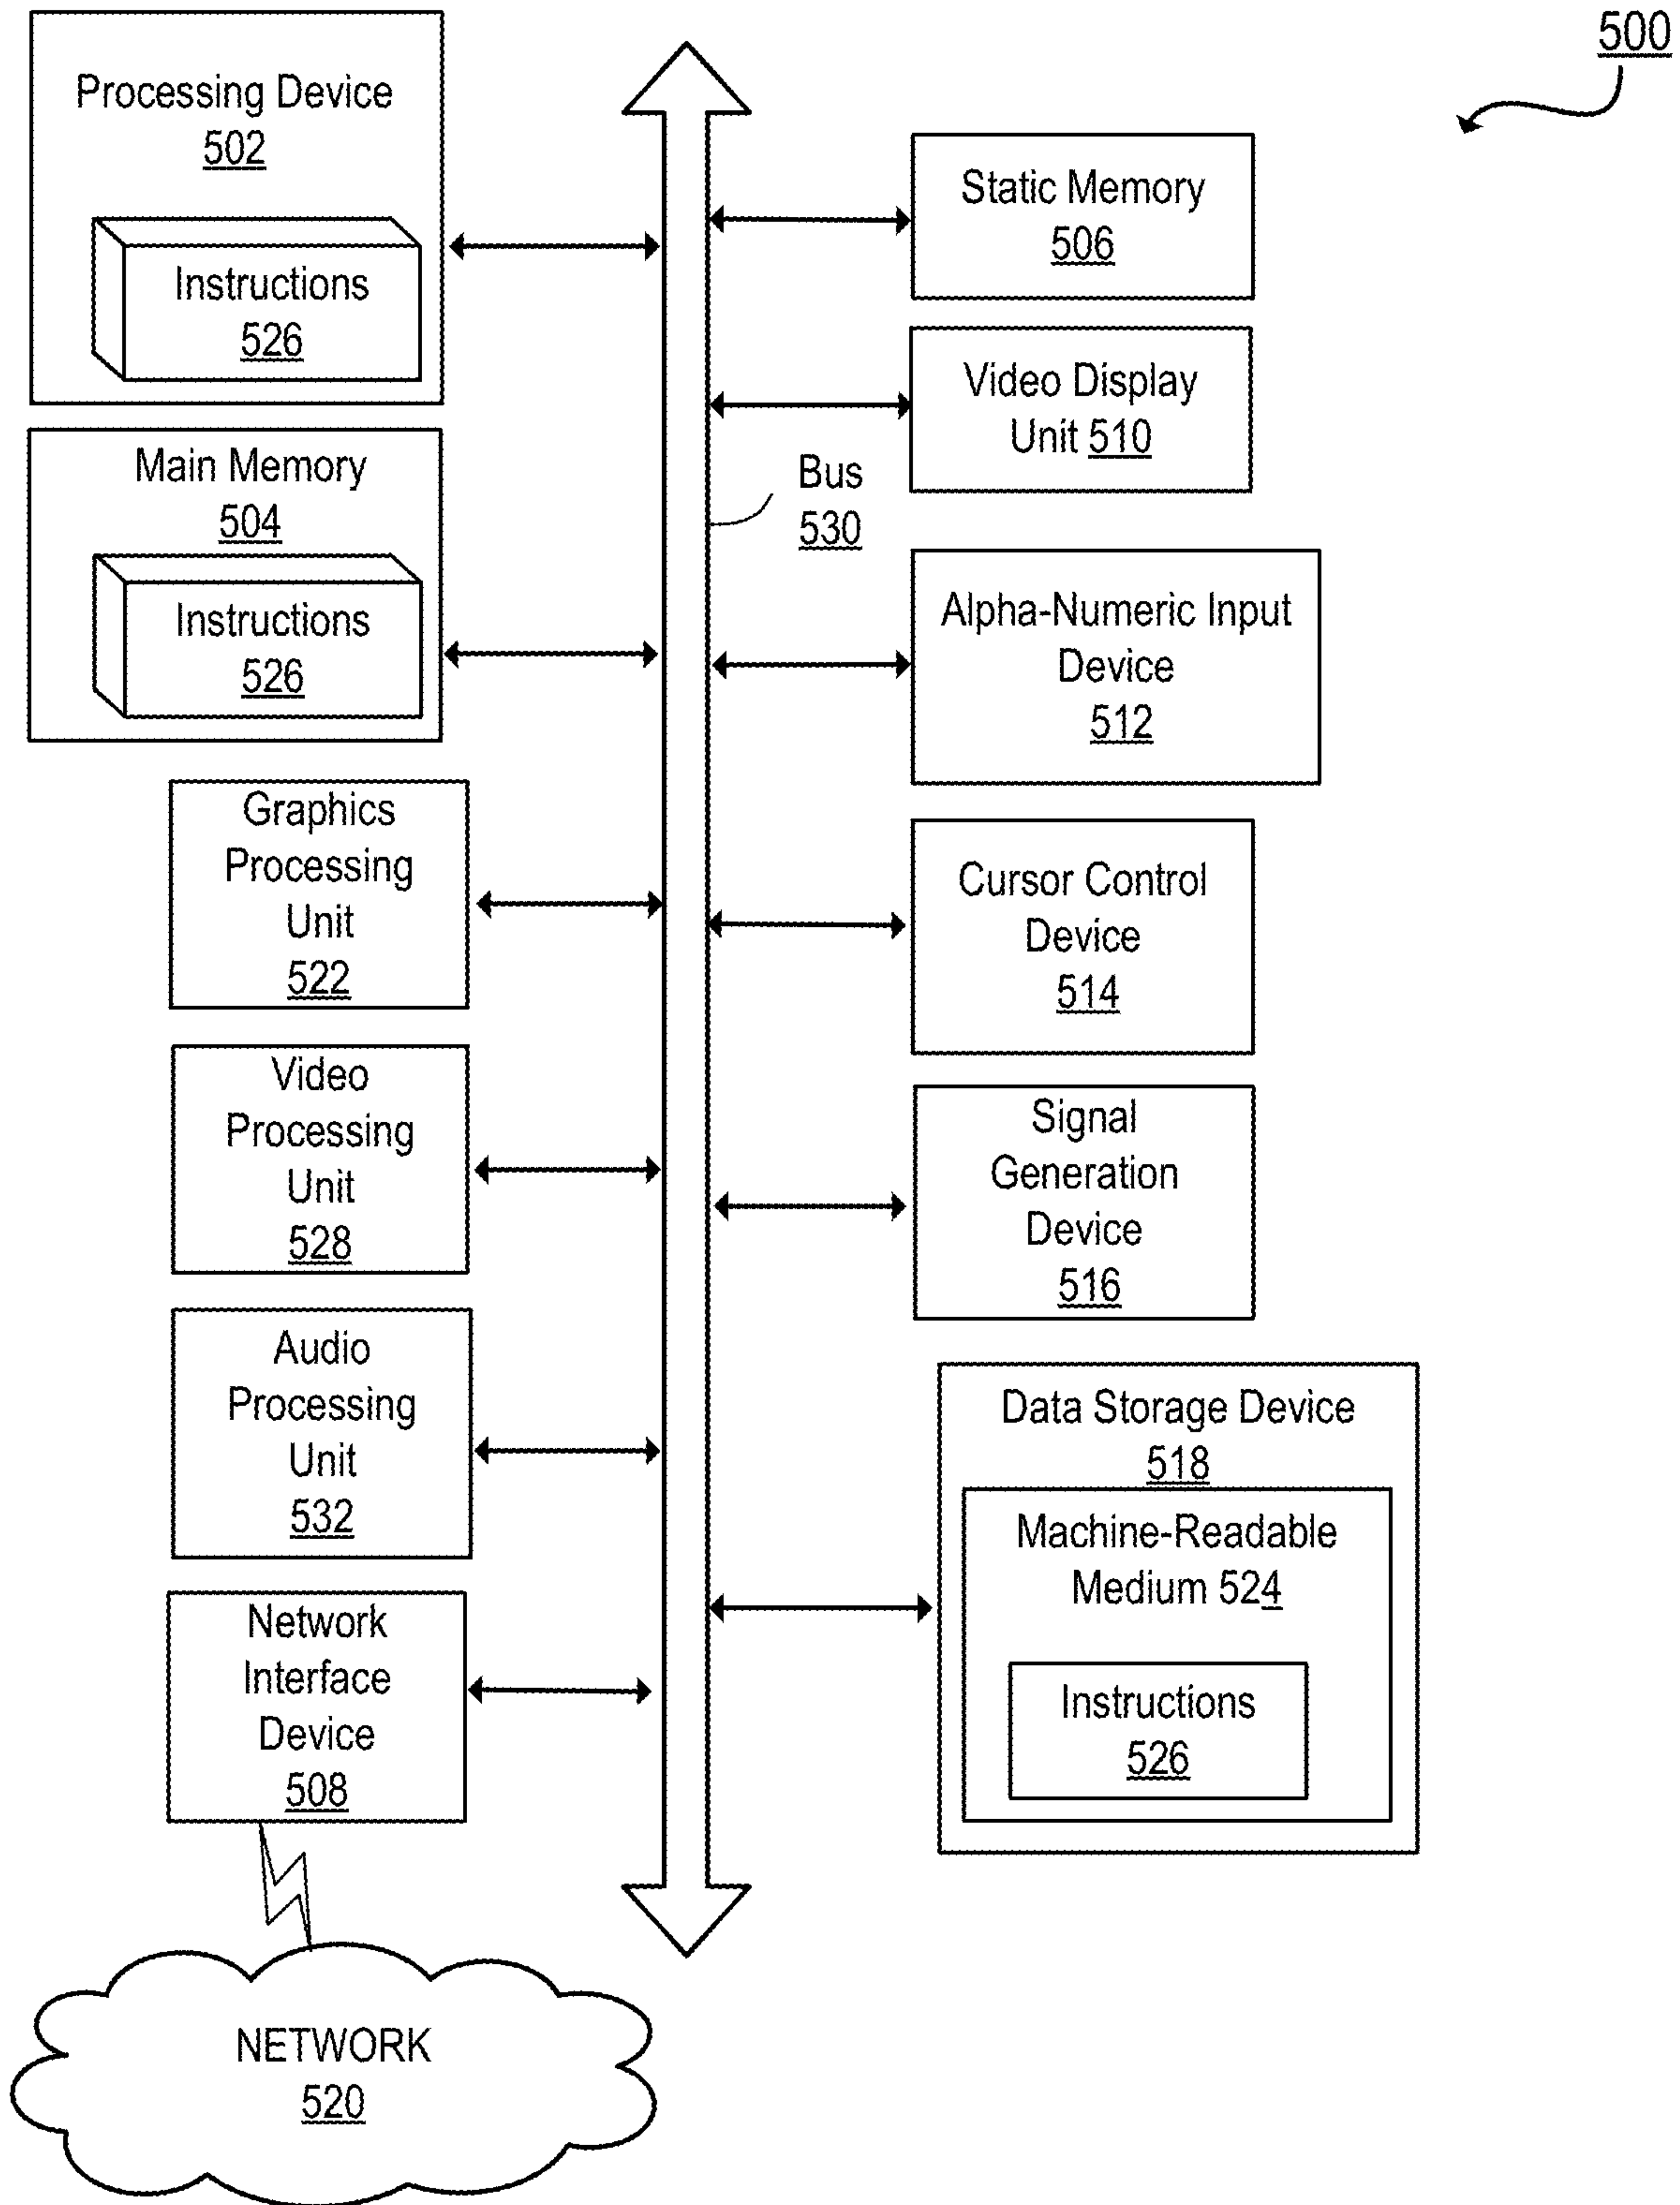 500
Processing Device
502
Instructions
526
Main Memory
504
Instructions
526
Graphics
Processing
Unit
522
Video
Processing
Unit
528
Audio
Processing
Unit
532
Network
Interface
Device
508
NETWORK
520
Bus
530
Static Memory
506
Video Display
Unit 510
Alpha-Numeric Input
Device
512
Cursor Control
Device
514
Signal
Generation
Device
516
Data Storage Device
518
Machine-Readable
Medium 524
Instructions
526